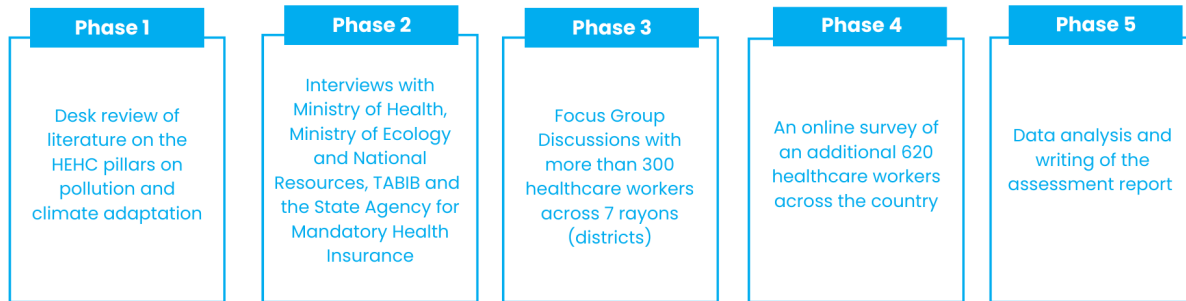 Phase 1
Desk review of
literature on the
HEHC pillars on
pollution and
climate adaptation
Phase 2
Interviews with
Ministry of Health,
Ministry of Ecology
and National
Resources, TABIB and
the State Agency for
Mandatory Health
Insurance
Phase 3
Focus Group
Discussions with
more than 300
healthcare workers
across 7 rayons
(districts)
Phase 4
An online survey of
an additional 620
healthcare workers
across the country
Phase 5
Data analysis and
writing of the
assessment report